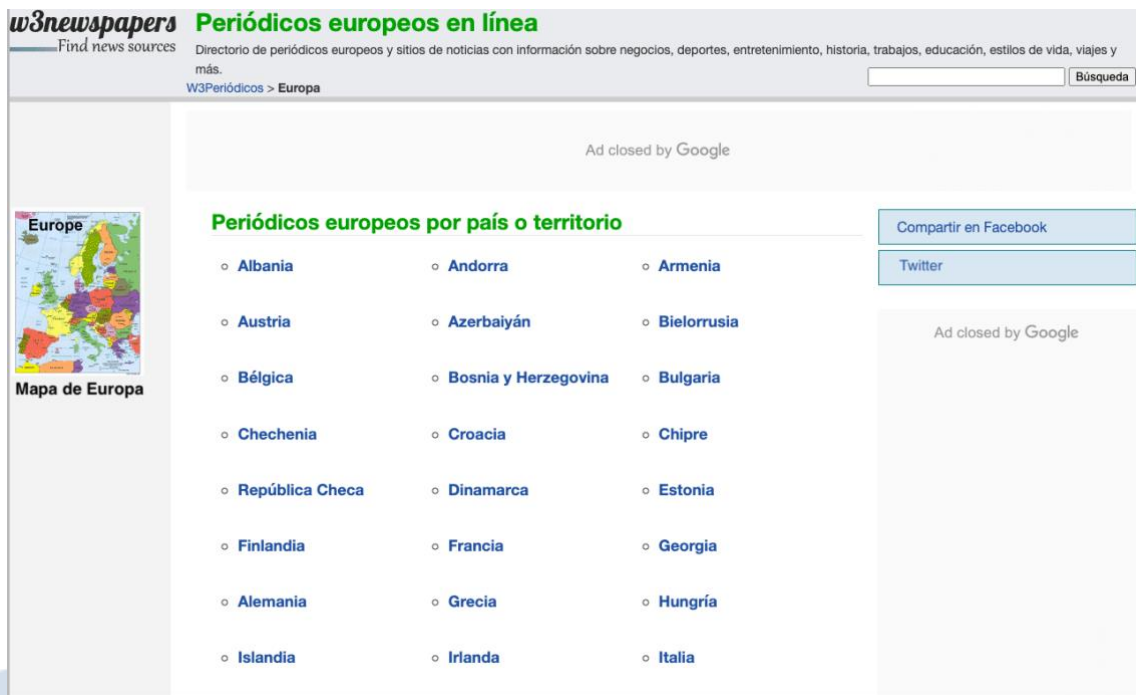 w3newspapers
Find news sources
Periódicos europeos en línea
Directorio de periódicos europeos y sitios de noticias con información sobre negocios, deportes, entretenimiento, historia, trabajos, educación, estilos de vida, viajes y
más.
W3Periódicos > Europa
Búsqueda
Ad closed by Google
Europe
Mapa de Europa
Periódicos europeos por país o territorio
Albania Andorra Armenia
Austria Azerbaiyán Bielorrusia
Bélgica Bosnia y Herzegovina Bulgaria
Chechenia Croacia Chipre
República Checa Dinamarca Estonia
Finlandia Francia Georgia
Alemania Grecia Hungría
Islandia Irlanda Italia
Compartir en Facebook
Twitter
Ad closed by Google